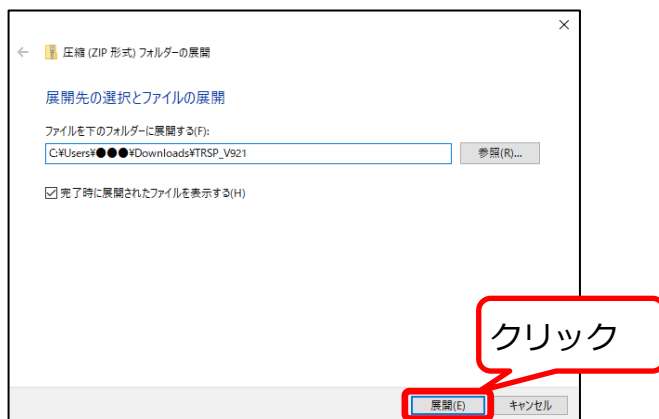 圧縮 (ZIP 形式) フォルダーの展開
展開先の選択とファイルの展開
ファイルを下のフォルダーに展開する(F):
C:¥Users¥●●●¥Downloads¥TRSP_V921
参照(R)...
完了時に展開されたファイルを表示する(H)
クリック
展開(E)
キャンセル